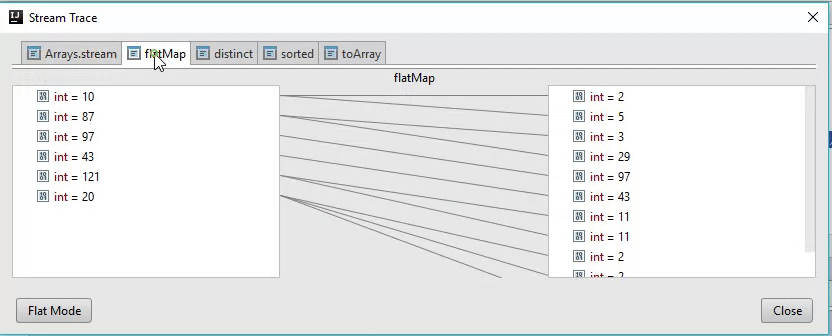 Stream Trace
Arrays.stream flatMap distinct sorted toArray
flatMap
int = 10
int = 87
int = 97
int = 43
int = 121
int = 20
int = 2
int = 5
int = 3
int = 29
int = 97
int = 43
int = 11
int = 11
int = 2
int = 2
Flat Mode
Close